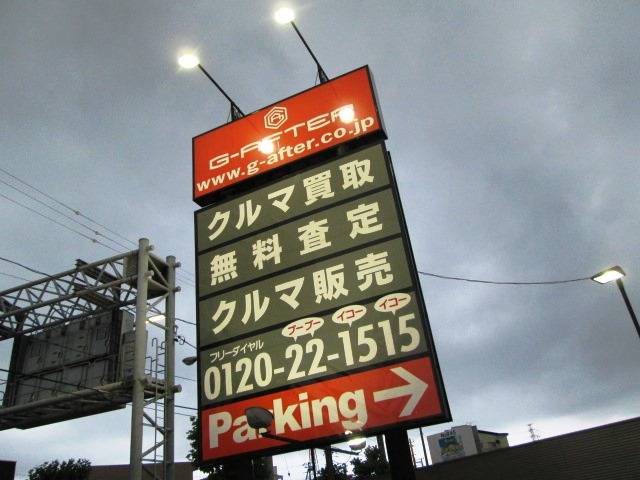 G-AFTER
www.g-after.co.jp
クルマ買取
無料査定
クルマ販売
ブーブー イコー イコー
フリーダイヤル
0120-22-1515
Parking